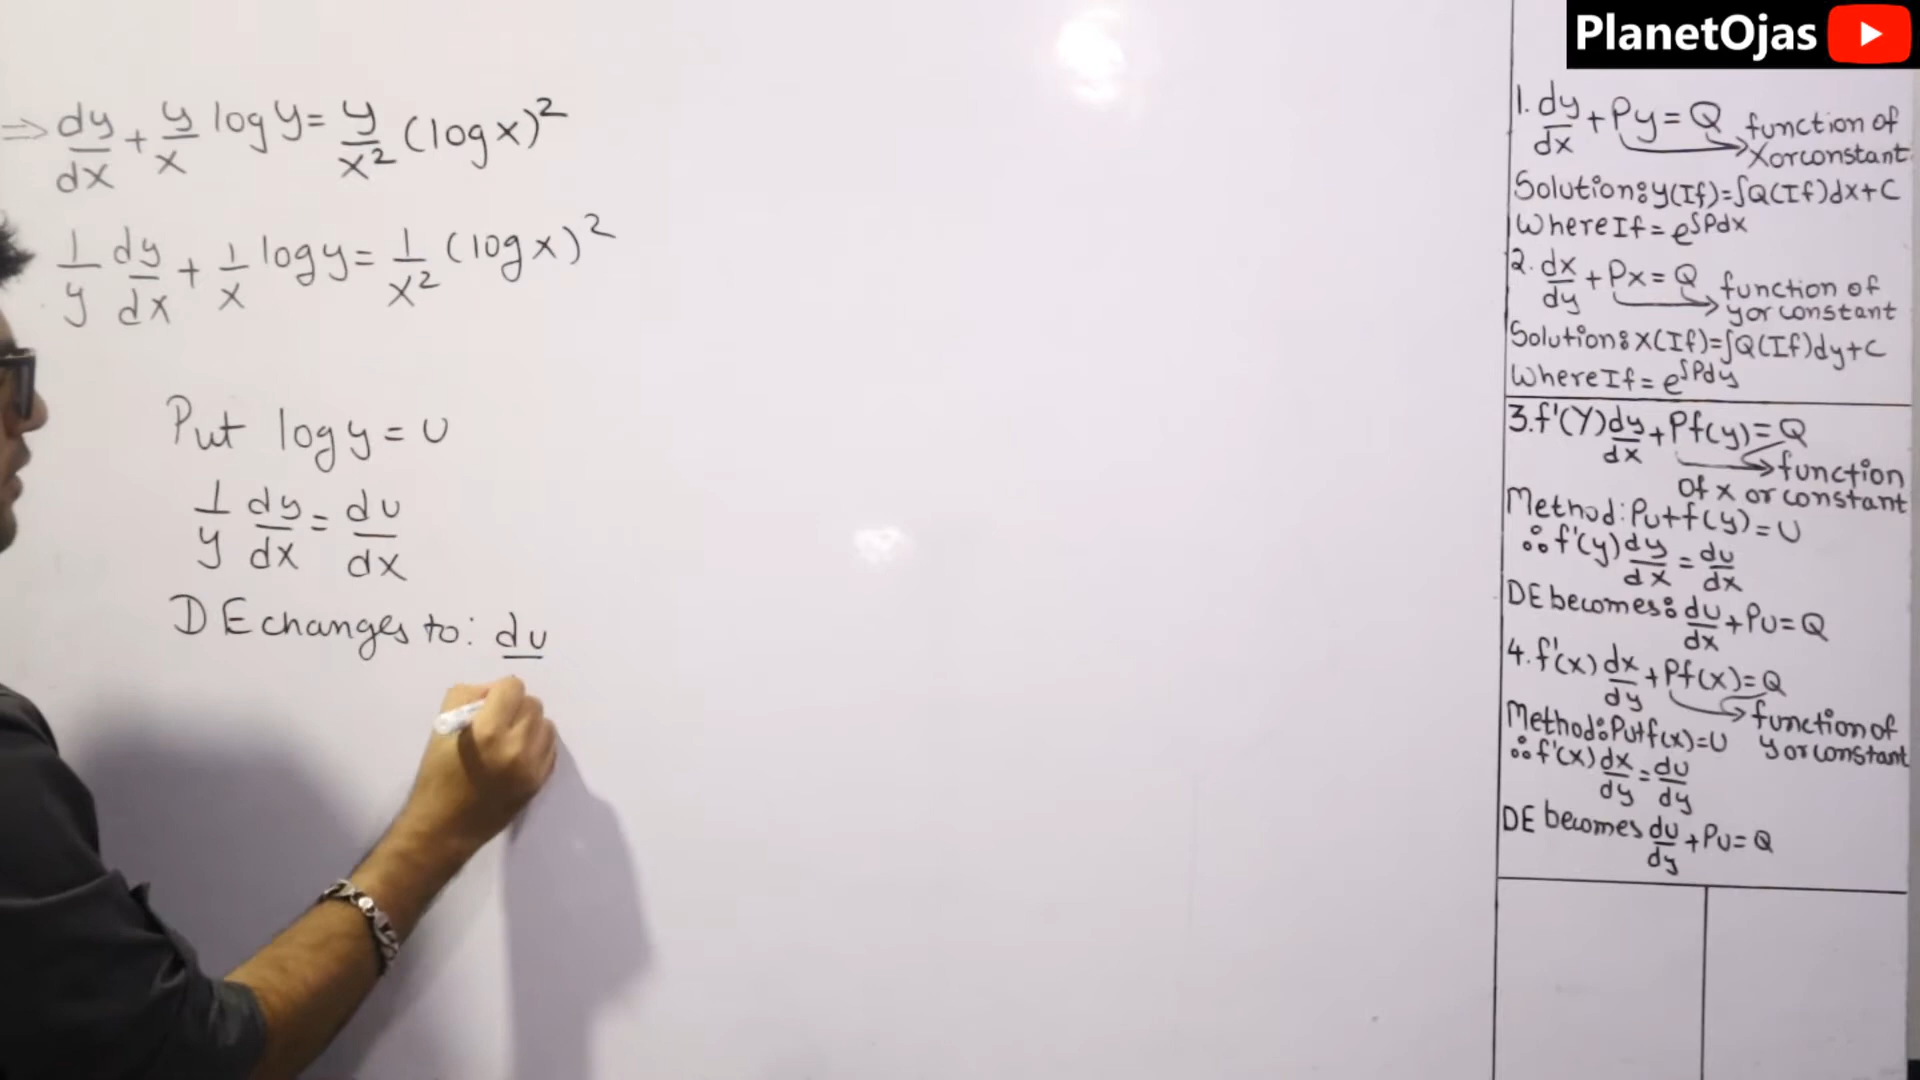 ⇒ dy/dx + y/x log y = y/x² (log x)²
1/y dy/dx + 1/x log y = 1/x² (log x)²
Put log y = U
1/y dy/dx = du/dx
DE changes to: du
PlanetOjas
1. dy/dx + Py = Q function of
x or constant
Solution: y(If) = ∫Q(If)dx + C
Where If = e^∫Pdx
2. dx/dy + Px = Q function of
y or constant
Solution: x(If) = ∫Q(If)dy + C
Where If = e^∫Pdy
3. f'(Y) dy/dx + Pf(y) = Q
function
of x or constant
Method: Put f(y) = U
∴ f'(y) dy/dx = du/dx
DE becomes: du/dx + PU = Q
4. f'(x) dx/dy + Pf(x) = Q
function of
y or constant
Method: Put f(x) = U
∴ f'(x) dx/dy = du/dy
DE becomes du/dy + PU = Q